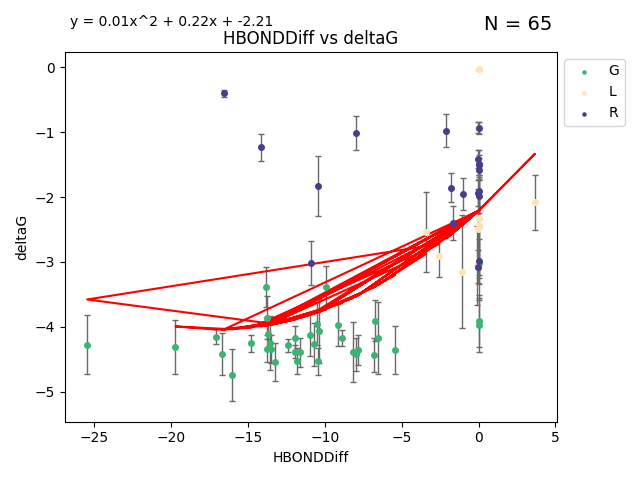 y = 0.01x^2 + 0.22x + -2.21
N = 65
HBONDDiff vs deltaG
deltaG
0
−1
−2
−3
−4
−5
−25
−20
−15
−10
−5
0
5
HBONDDiff
G
L
R